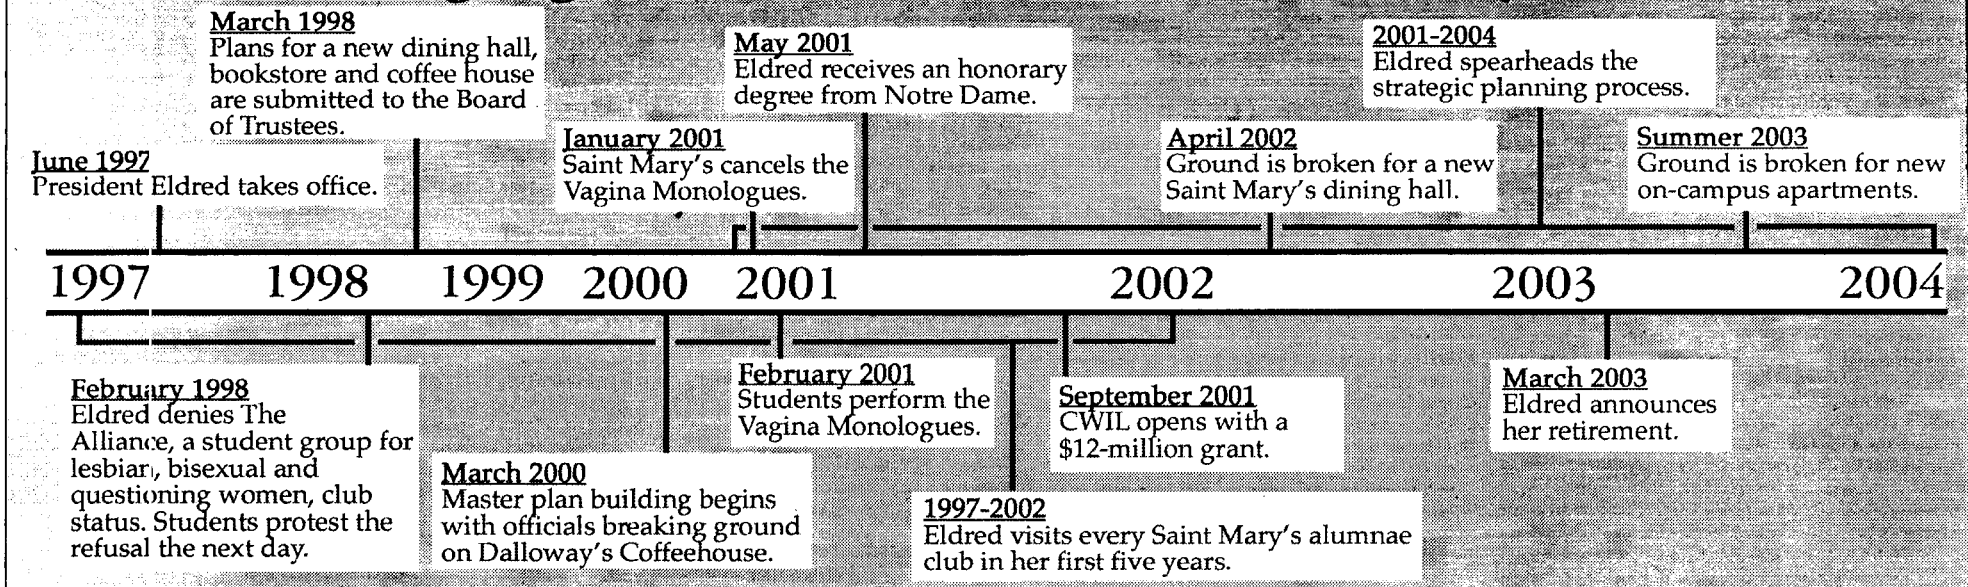 March 1998
Plans for a new dining hall,
bookstore and coffee house
are submitted to the Board
of Trustees.
May 2001
Eldred receives an honorary
degree from Notre Dame.
2001-2004
Eldred spearheads the
strategic planning process.
June 1997
President Eldred takes office.
January 2001
Saint Mary's cancels the
Vagina Monologues.
April 2002
Ground is broken for a new
Saint Mary's dining hall.
Summer 2003
Ground is broken for new
on-campus apartments.
1997 1998 1999 2000 2001 2002 2003 2004
February 1998
Eldred denies The
Alliance, a student group for
lesbian, bisexual and
questioning women, club
status. Students protest the
refusal the next day.
March 2000
Master plan building begins
with officials breaking ground
on Dalloway's Coffeehouse.
February 2001
Students perform the
Vagina Monologues.
1997-2002
Eldred visits every Saint Mary's alumnae
club in her first five years.
September 2001
CWIL opens with a
$12-million grant.
March 2003
Eldred announces
her retirement.